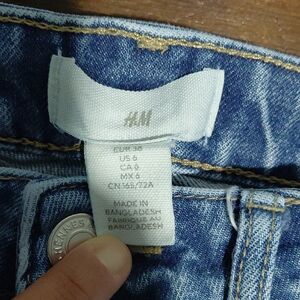 H&M
EUR 36
US 6
CA 6
MX 6
CN 165/72A
MADE IN
BANGLADESH
FABRIQUÉ AU
BANGLADESH